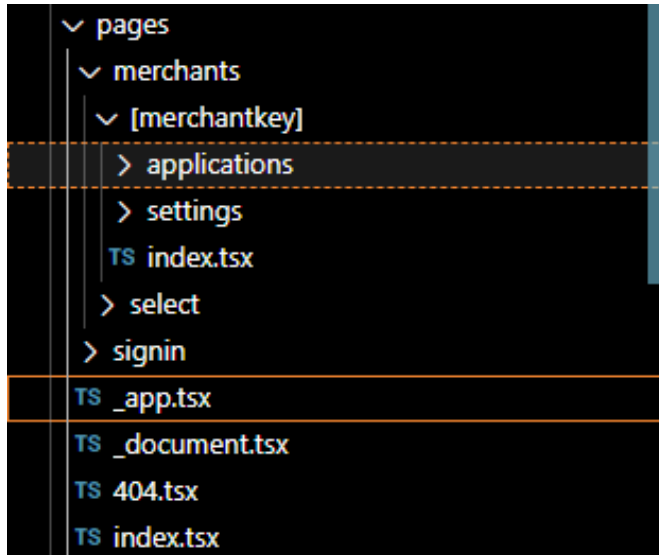 pages
merchants
[merchantkey]
applications
settings
TS index.tsx
select
signin
TS _app.tsx
TS _document.tsx
TS 404.tsx
TS index.tsx